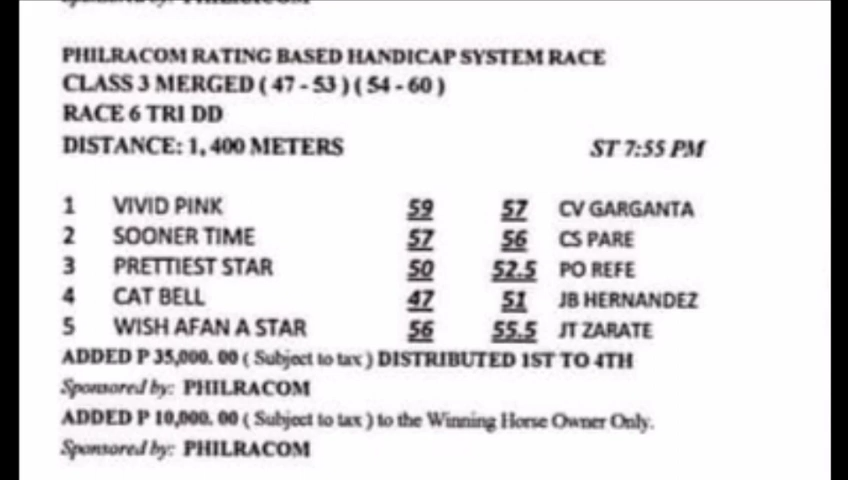 PHILRACOM
PHILRACOM RATING BASED HANDICAP SYSTEM RACE
CLASS 3 MERGED ( 47 - 53 ) ( 54 - 60 )
RACE 6 TRI DD
DISTANCE: 1, 400 METERS ST 7:55 PM
1 VIVID PINK 59 57 CV GARGANTA
2 SOONER TIME 57 56 CS PARE
3 PRETTIEST STAR 50 52.5 PO REFE
4 CAT BELL 47 51 JB HERNANDEZ
5 WISH AFAN A STAR 56 55.5 JT ZARATE
ADDED P 35,000. 00 ( Subject to tax ) DISTRIBUTED 1ST TO 4TH
Sponsored by: PHILRACOM
ADDED P 10,000. 00 ( Subject to tax ) to the Winning Horse Owner Only.
Sponsored by: PHILRACOM